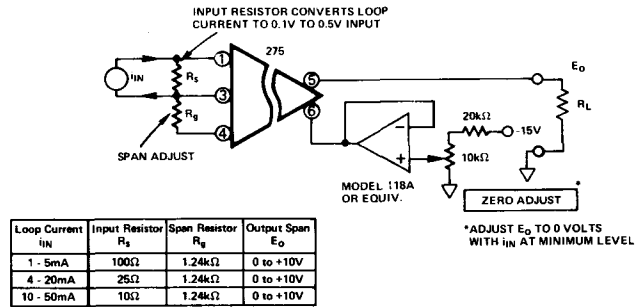 INPUT RESISTOR CONVERTS LOOP
CURRENT TO 0.1V TO 0.5V INPUT
275
1
5
Eo
iIN
Rs
3
6
RL
Rg
4
20kΩ
-15V
SPAN ADJUST
-
+
10kΩ
MODEL 118A
OR EQUIV.
ZERO ADJUST
*
*ADJUST Eo TO 0 VOLTS
WITH iIN AT MINIMUM LEVEL
Loop Current iIN Input Resistor Rs Span Resistor Rg Output Span Eo
1 - 5mA 100Ω 1.24kΩ 0 to +10V
4 - 20mA 25Ω 1.24kΩ 0 to +10V
10 - 50mA 10Ω 1.24kΩ 0 to +10V